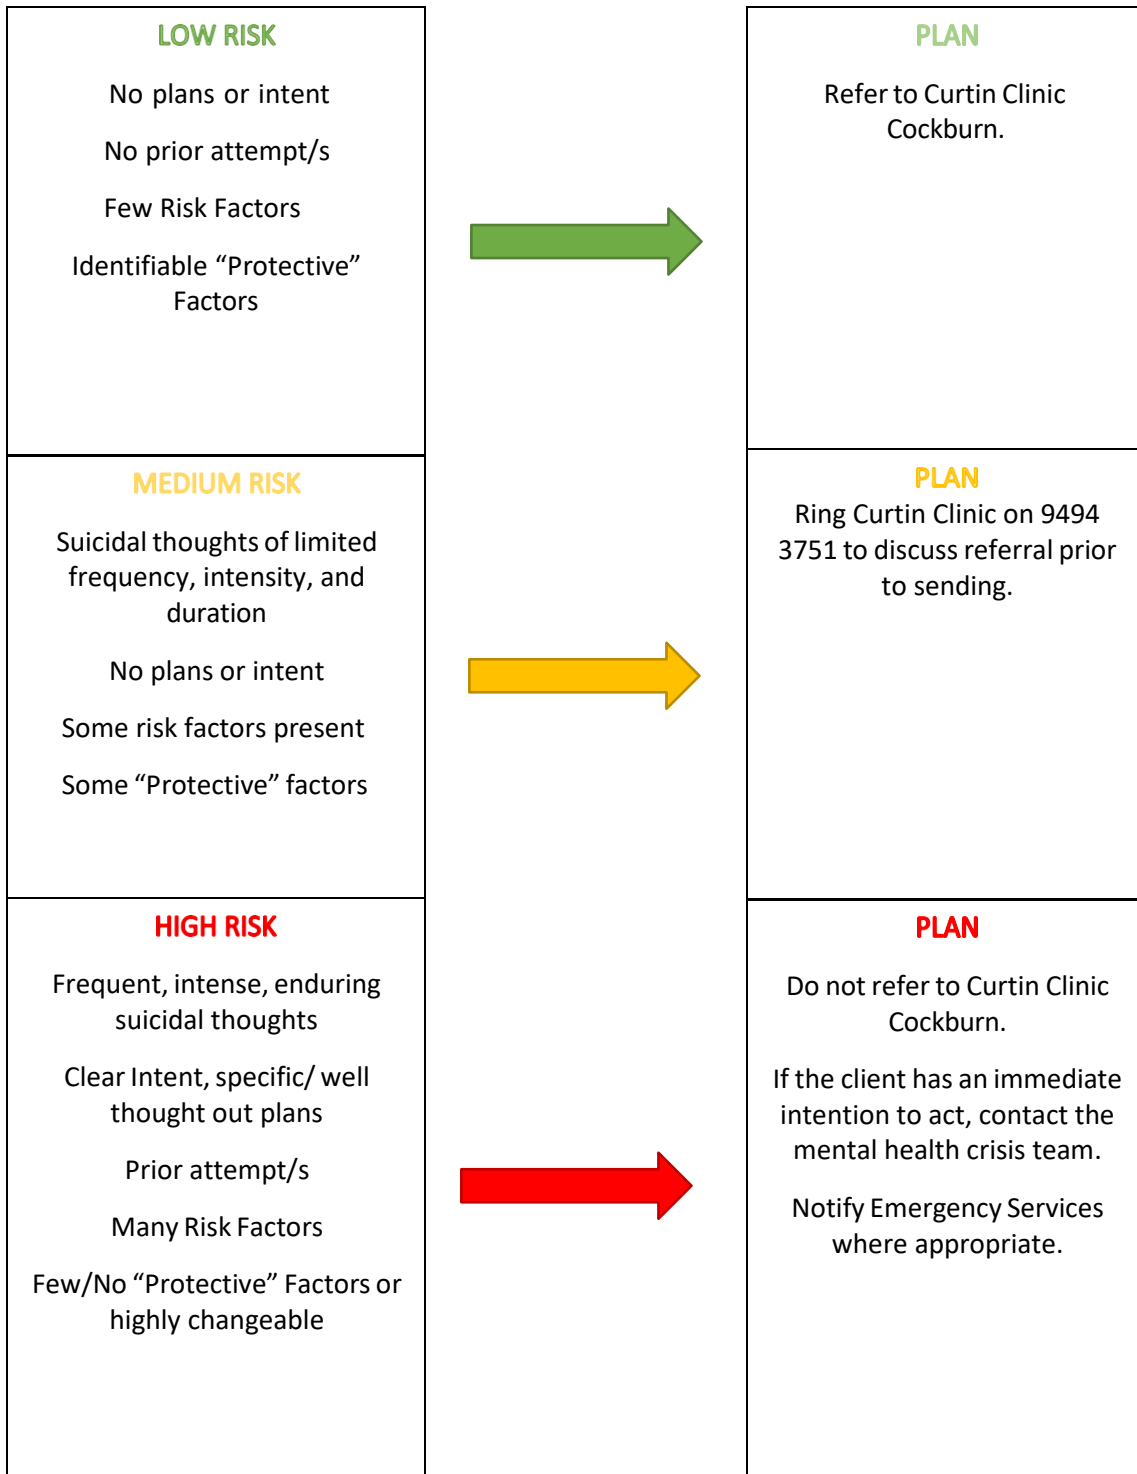 LOW RISK
No plans or intent
No prior attempt/s
Few Risk Factors
Identifiable “Protective”
Factors
PLAN
Refer to Curtin Clinic
Cockburn.
MEDIUM RISK
Suicidal thoughts of limited
frequency, intensity, and
duration
No plans or intent
Some risk factors present
Some “Protective” factors
PLAN
Ring Curtin Clinic on 9494
3751 to discuss referral prior
to sending.
HIGH RISK
Frequent, intense, enduring
suicidal thoughts
Clear Intent, specific/ well
thought out plans
Prior attempt/s
Many Risk Factors
Few/No “Protective” Factors or
highly changeable
PLAN
Do not refer to Curtin Clinic
Cockburn.
If the client has an immediate
intention to act, contact the
mental health crisis team.
Notify Emergency Services
where appropriate.